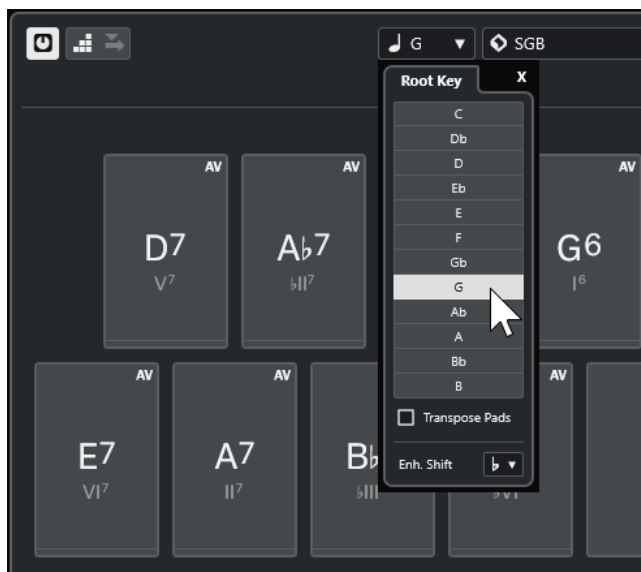 G
SGB
Root Key X
C
Db
D
Eb
E
F
Gb
G
Ab
A
Bb
B
Transpose Pads
Enh. Shift ♭
AV
D7
V7
AV
A♭7
♭II7
AV
G6
I6
AV
E7
VI7
AV
A7
II7
B♭
♭III
AV
♭VI